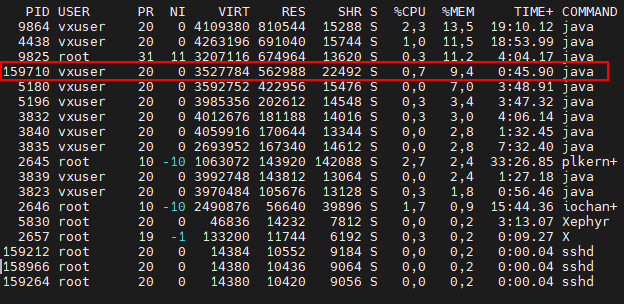 PID USER PR NI VIRT RES SHR S %CPU %MEM TIME+ COMMAND
9864 vxuser 20 0 4109380 810544 15288 S 2,3 13,5 19:10.12 java
4438 vxuser 20 0 4263196 691040 15744 S 1,0 11,5 18:53.99 java
9825 root 31 11 3207116 674964 13620 S 0,3 11,2 4:04.17 java
159710 vxuser 20 0 3527784 562988 22492 S 0,7 9,4 0:45.90 java
5180 vxuser 20 0 3592752 422956 15476 S 0,0 7,0 3:48.91 java
5196 vxuser 20 0 3985356 202612 14548 S 0,3 3,4 3:47.32 java
3832 vxuser 20 0 4012676 181188 14016 S 0,3 3,0 4:06.14 java
3840 vxuser 20 0 4059916 170644 13344 S 0,0 2,8 1:32.45 java
3835 vxuser 20 0 2693952 167340 14612 S 0,0 2,8 7:32.40 java
2645 root 10 -10 1063072 143920 142088 S 2,7 2,4 33:26.85 plkern+
3839 vxuser 20 0 3992748 143812 13064 S 0,0 2,4 1:27.18 java
3823 vxuser 20 0 3970484 105676 13128 S 0,3 1,8 0:56.46 java
2646 root 10 -10 2490876 56640 39896 S 1,7 0,9 15:44.36 iochan+
5830 root 20 0 46836 14232 7812 S 0,0 0,2 3:13.07 Xephyr
2657 root 19 -1 133200 11744 6192 S 0,3 0,2 0:09.27 X
159212 root 20 0 14384 10552 9184 S 0,0 0,2 0:00.04 sshd
158966 root 20 0 14380 10436 9064 S 0,0 0,2 0:00.04 sshd
159264 root 20 0 14380 10420 9056 S 0,0 0,2 0:00.04 sshd